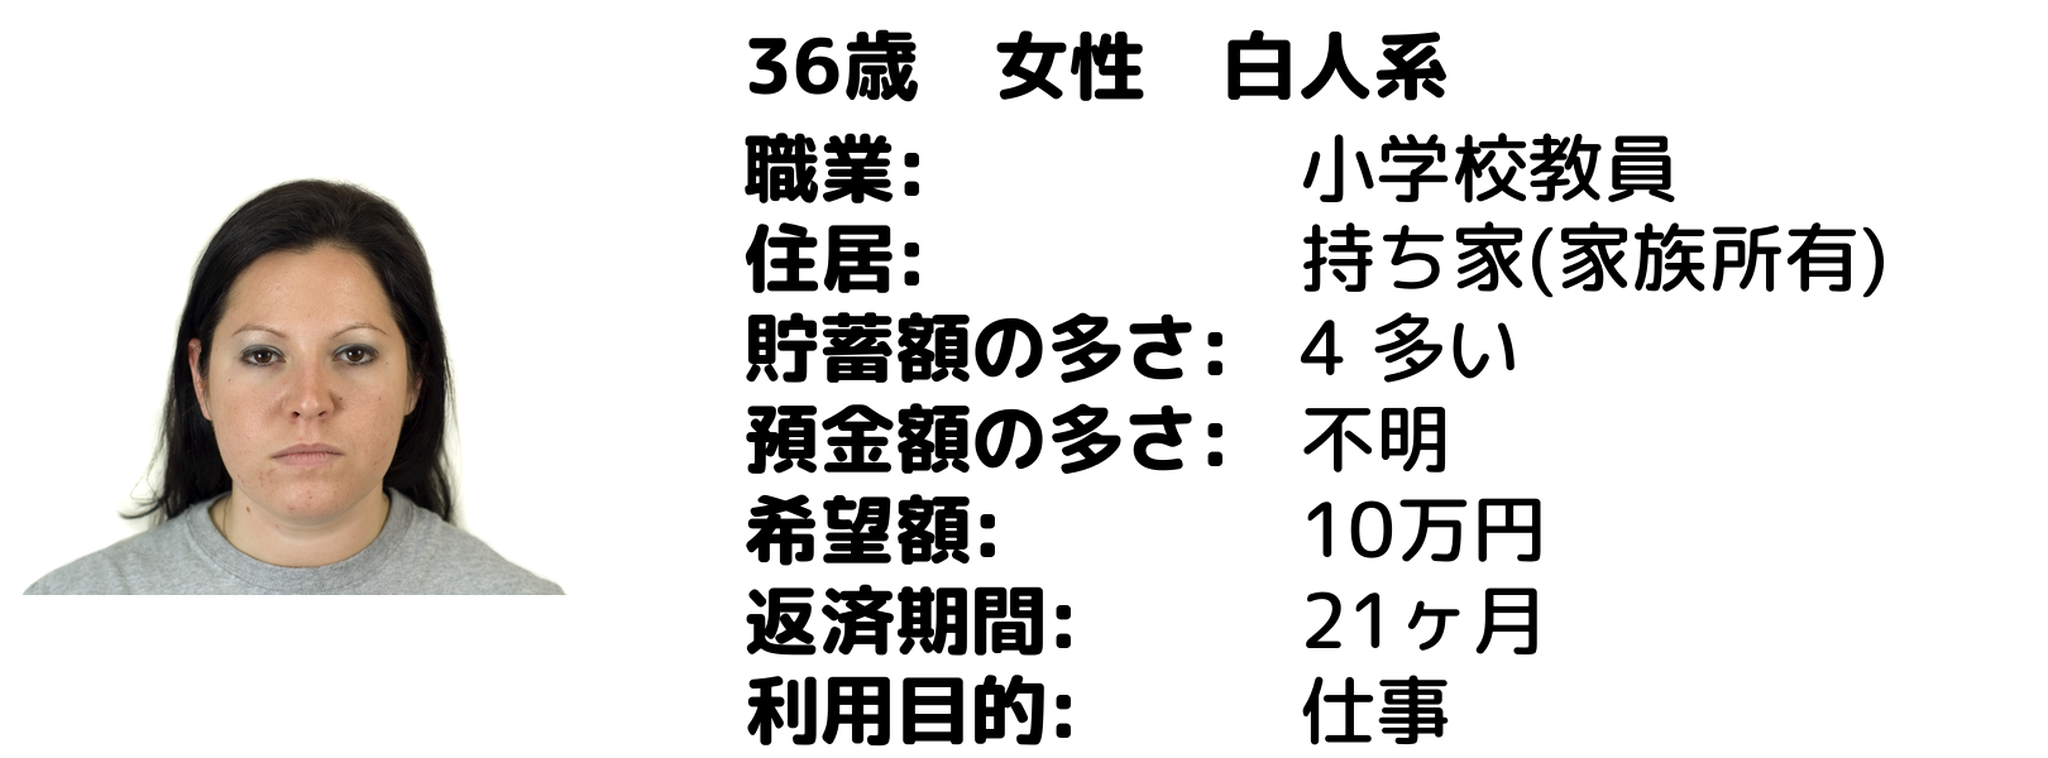 36歳　女性　白人系
職業: 小学校教員
住居: 持ち家(家族所有)
貯蓄額の多さ: 4 多い
預金額の多さ: 不明
希望額: 10万円
返済期間: 21ヶ月
利用目的: 仕事